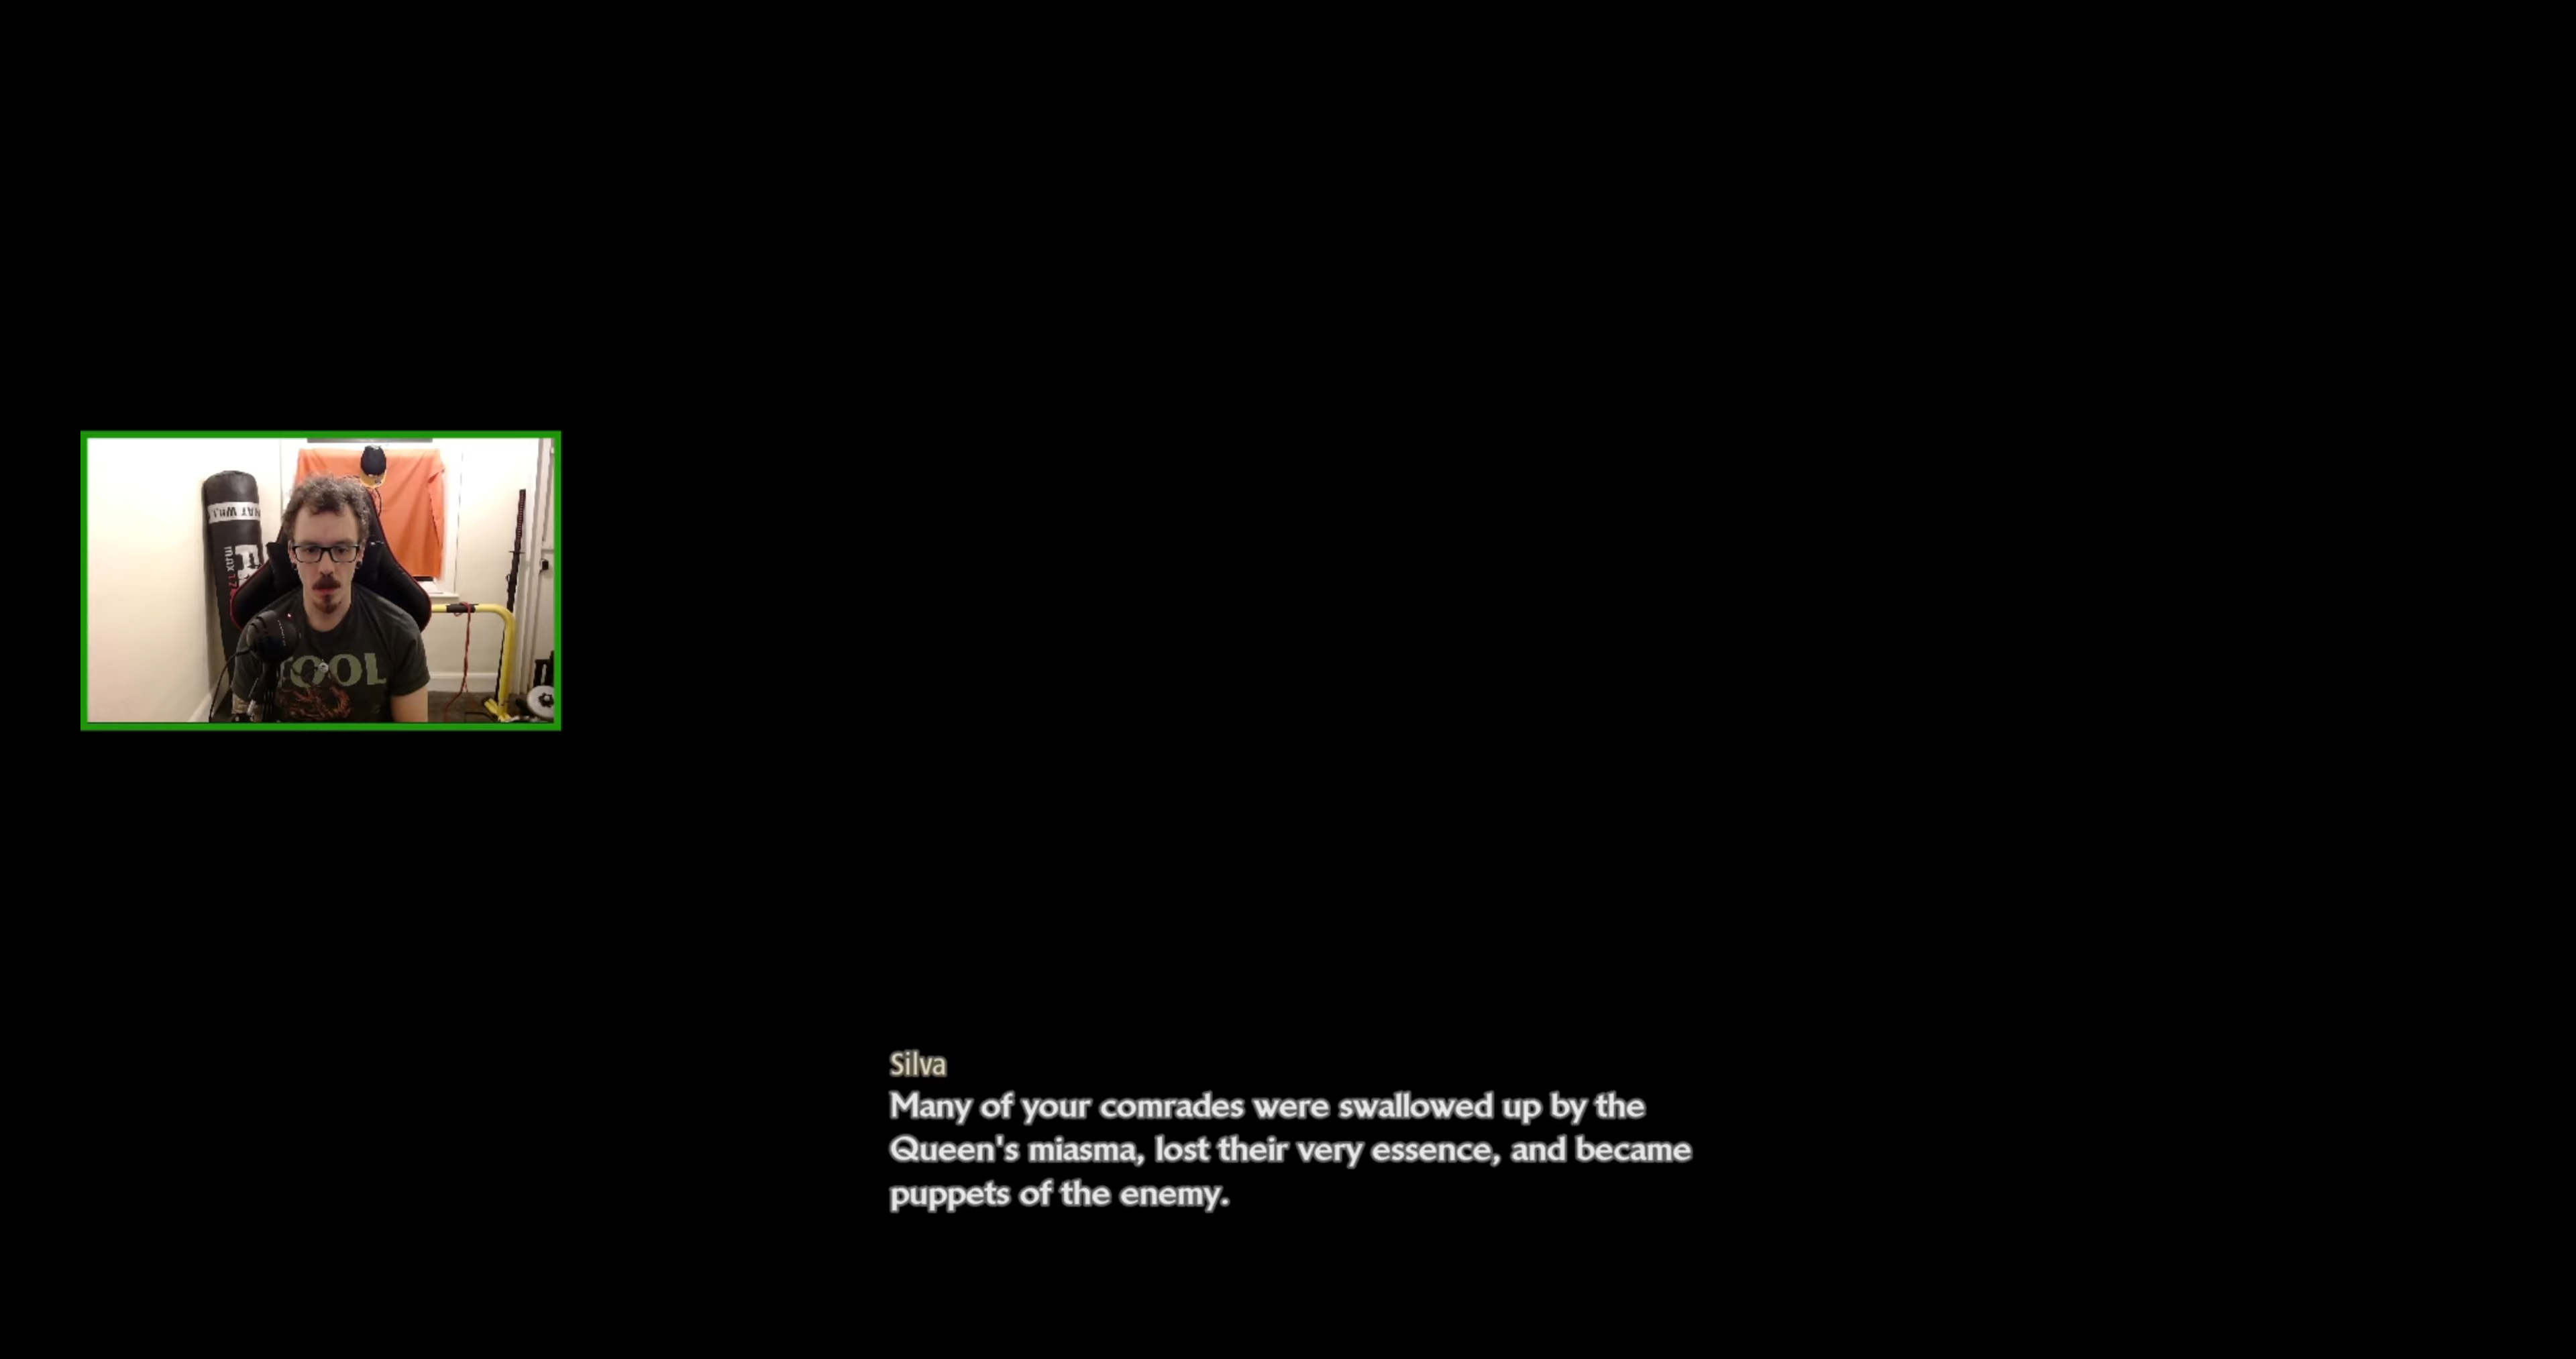 TOOL
Silva
Many of your comrades were swallowed up by the
Queen's miasma, lost their very essence, and became
puppets of the enemy.